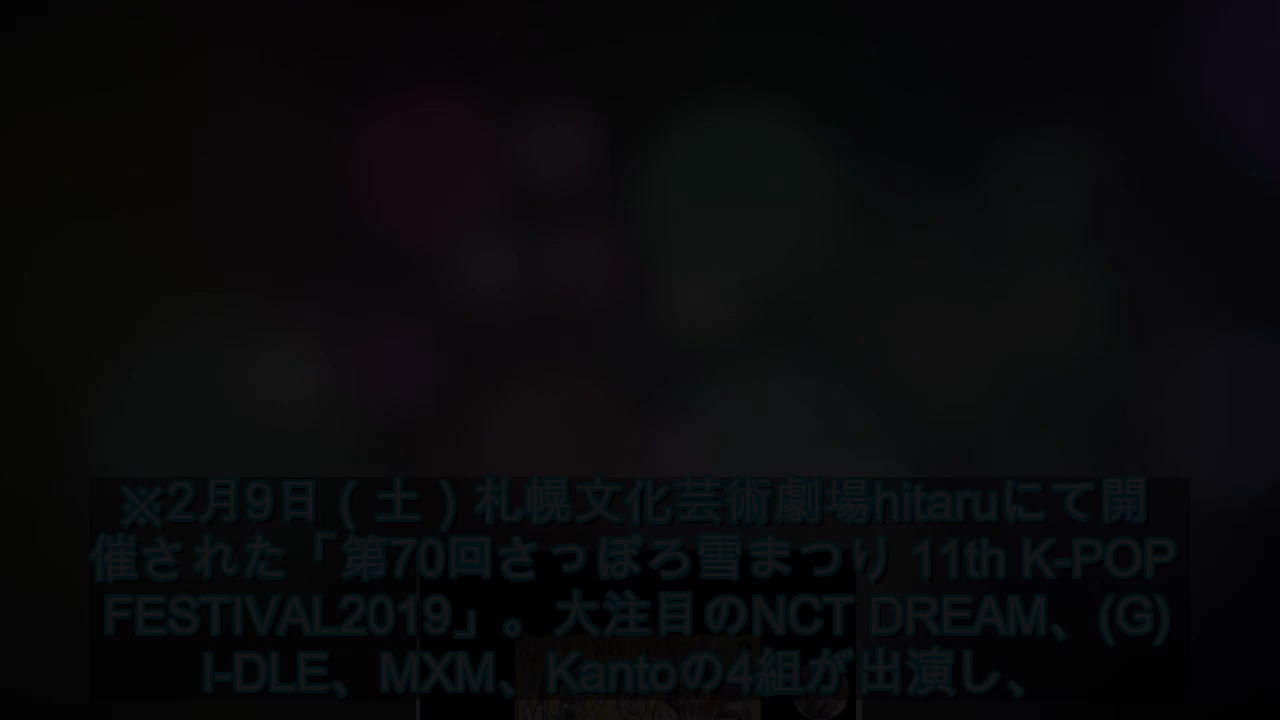 ※2月9日(土)札幌文化芸術劇場hitaruにて開
催された「第70回さっぽろ雪まつり 11th K-POP
FESTIVAL2019」。大注目のNCT DREAM、(G)
I-DLE、MXM、Kantoの4組が出演し、